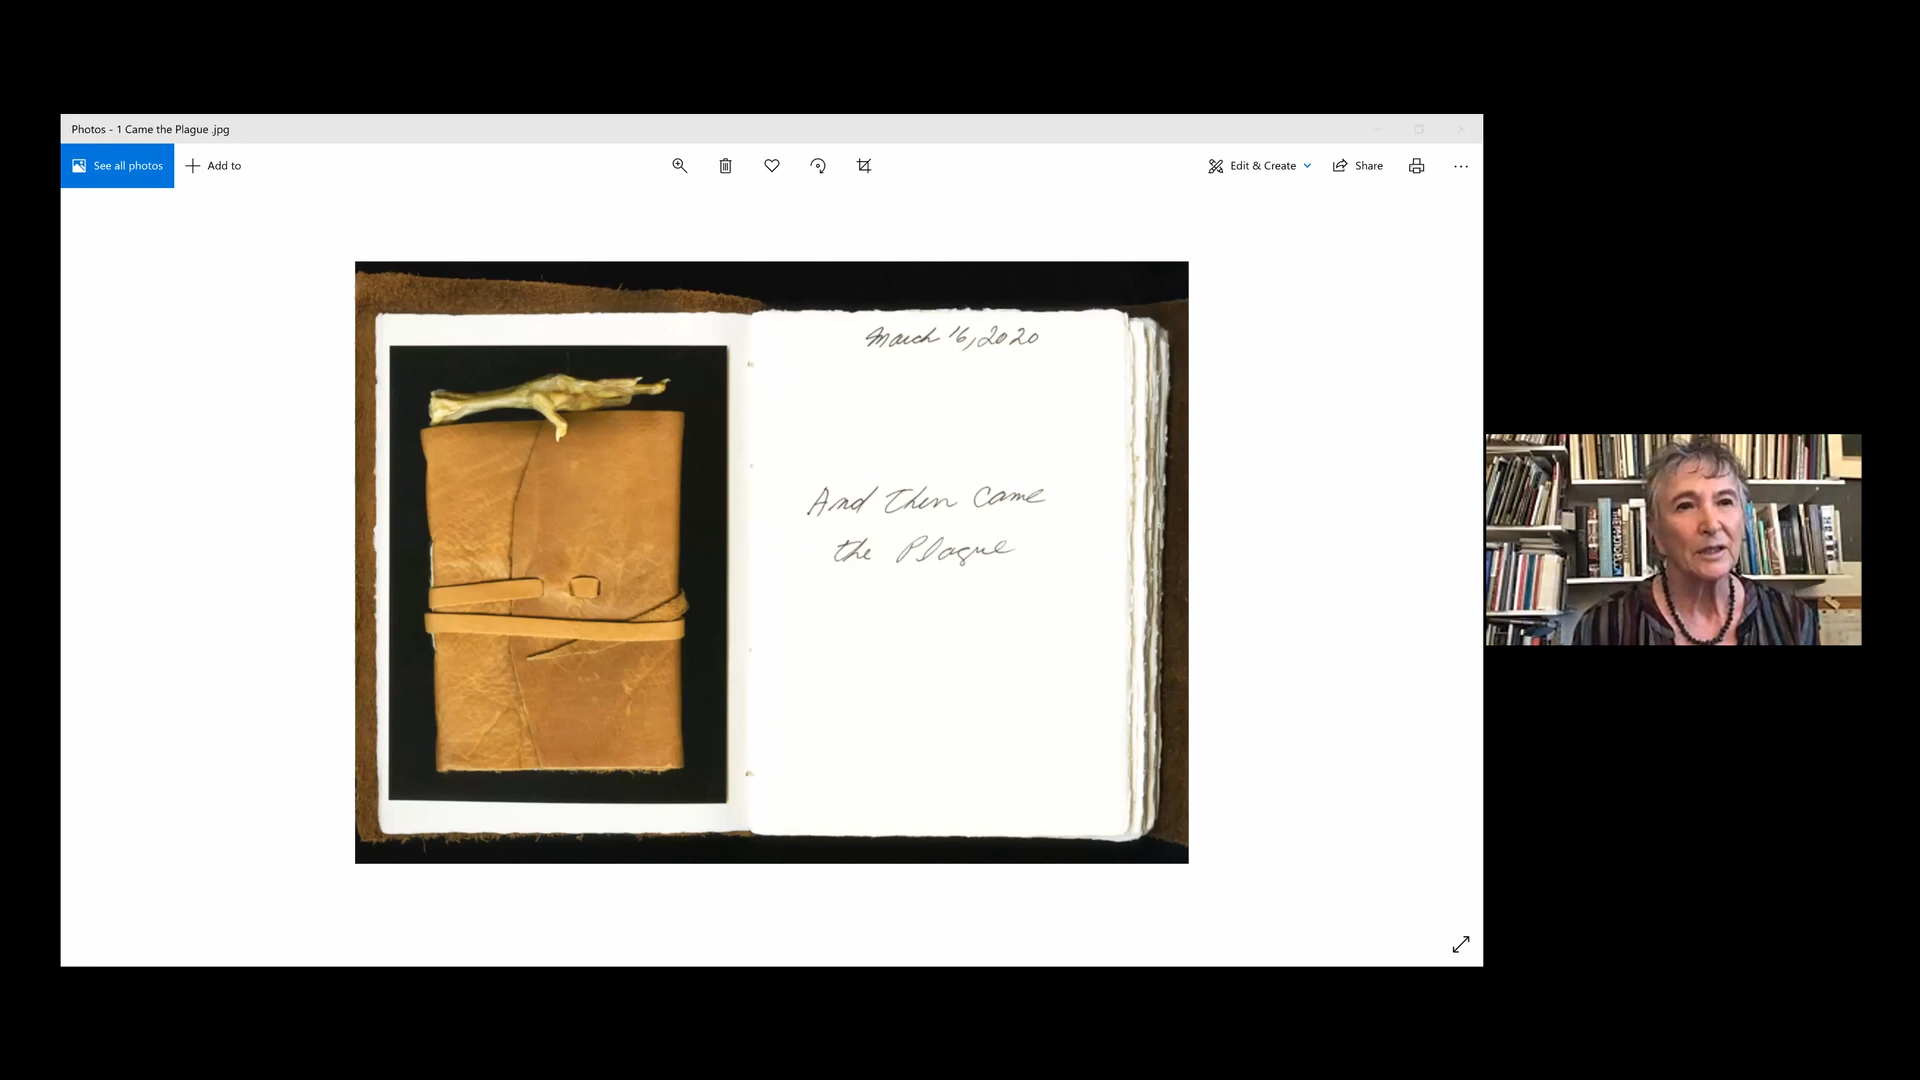 Photos - 1 Came the Plague .jpg
See all photos
Add to
Edit & Create
Share
March 16, 2020
And Then Came
the Plague